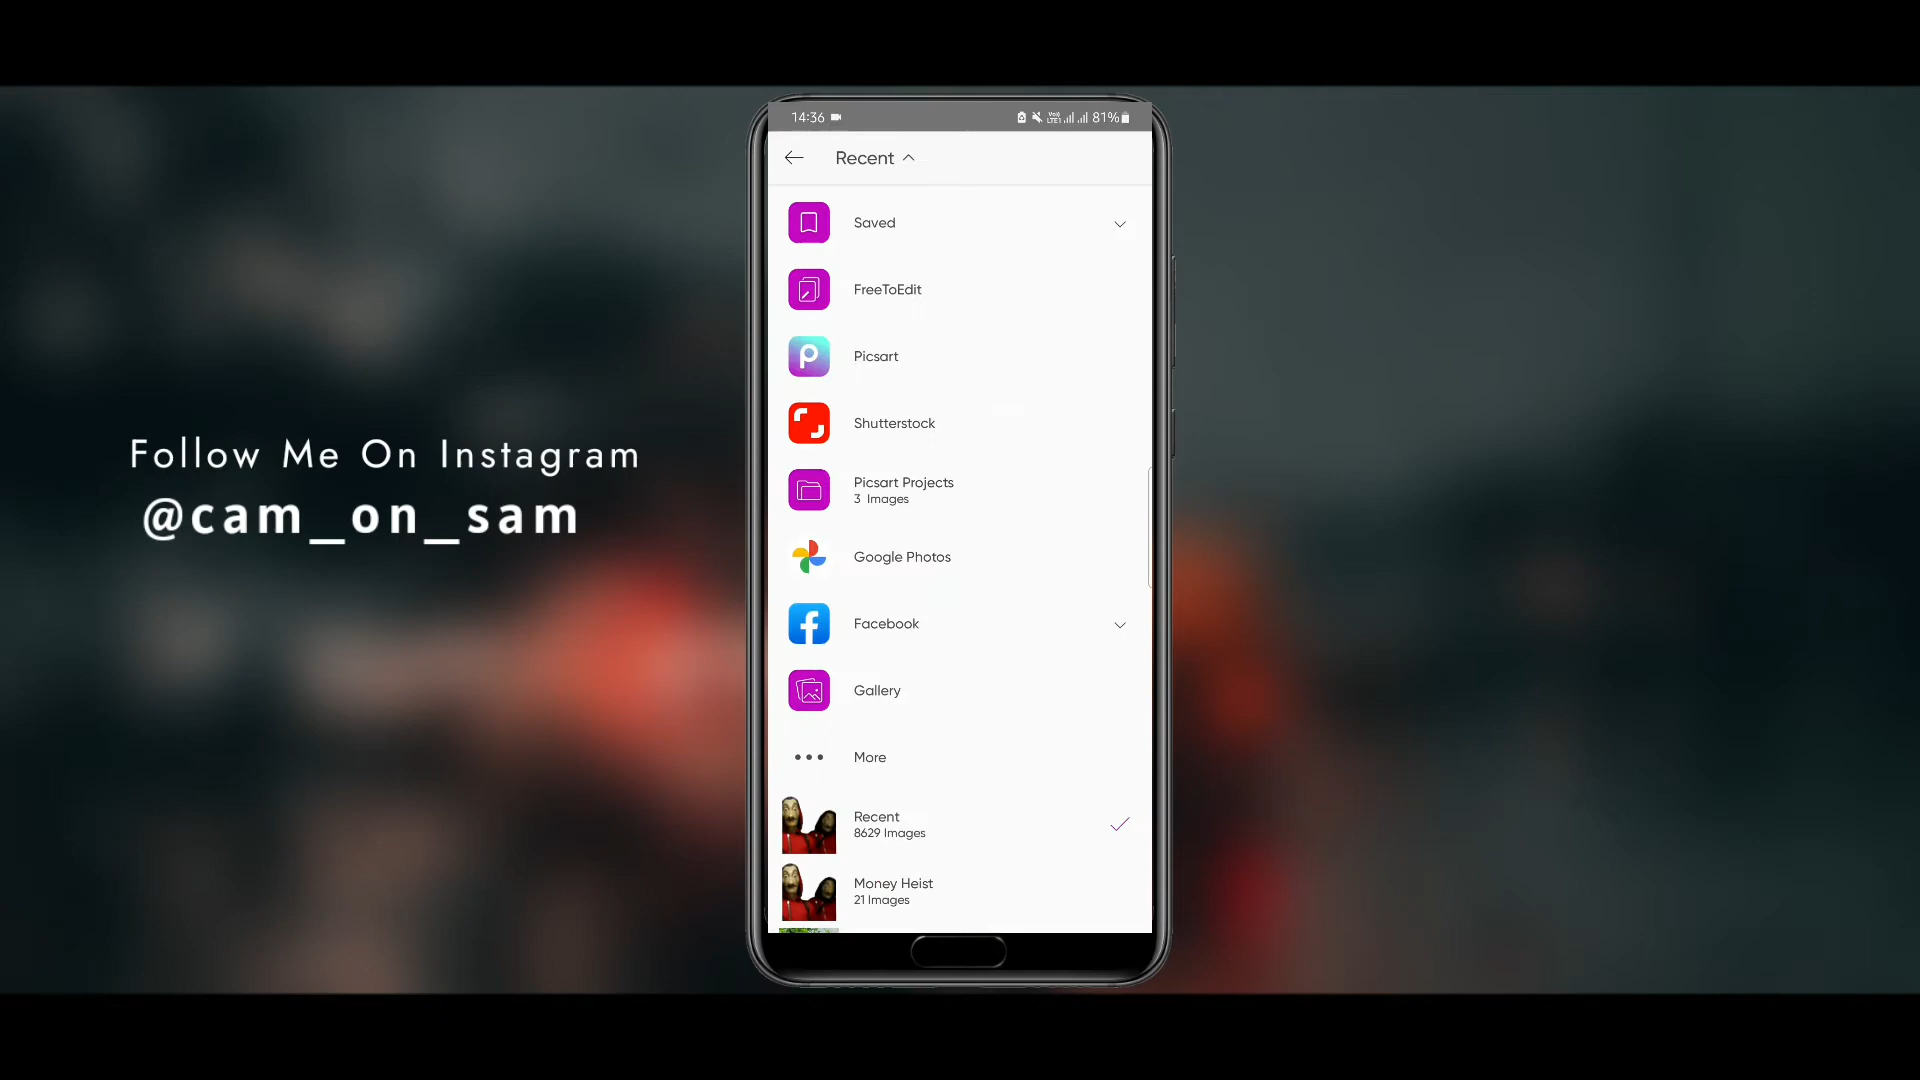 14:36
81%
Recent
Saved
FreeToEdit
Picsart
Shutterstock
Picsart Projects
3 Images
Google Photos
Facebook
Gallery
More
Recent
8629 Images
Money Heist
21 Images
Follow Me On Instagram
@cam_on_sam